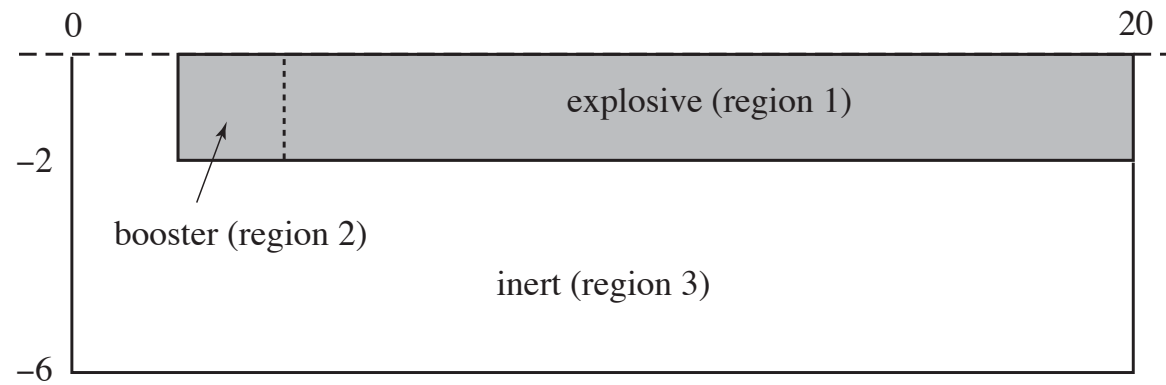 0
20
explosive (region 1)
−2
booster (region 2)
inert (region 3)
−6